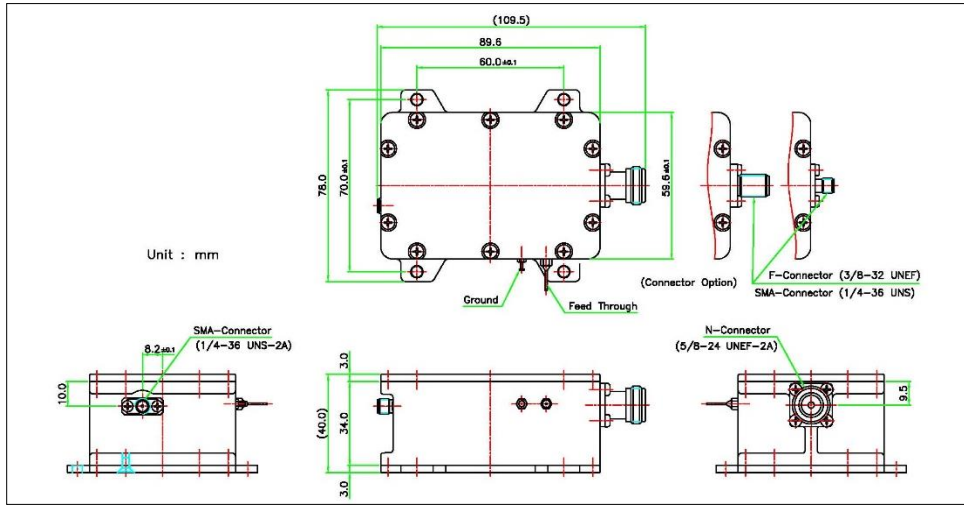 (109.5)
89.6
60.0±0.1
78.0
70.0±0.1
59.6±0.1
Unit : mm
(Connector Option)
F-Connector (3/8-32 UNEF)
SMA-Connector (1/4-36 UNS)
Ground
Feed Through
SMA-Connector
(1/4-36 UNS-2A)
8.2±0.1
10.0
3.0
(40.0)
34.0
3.0
N-Connector
(5/8-24 UNEF-2A)
9.5